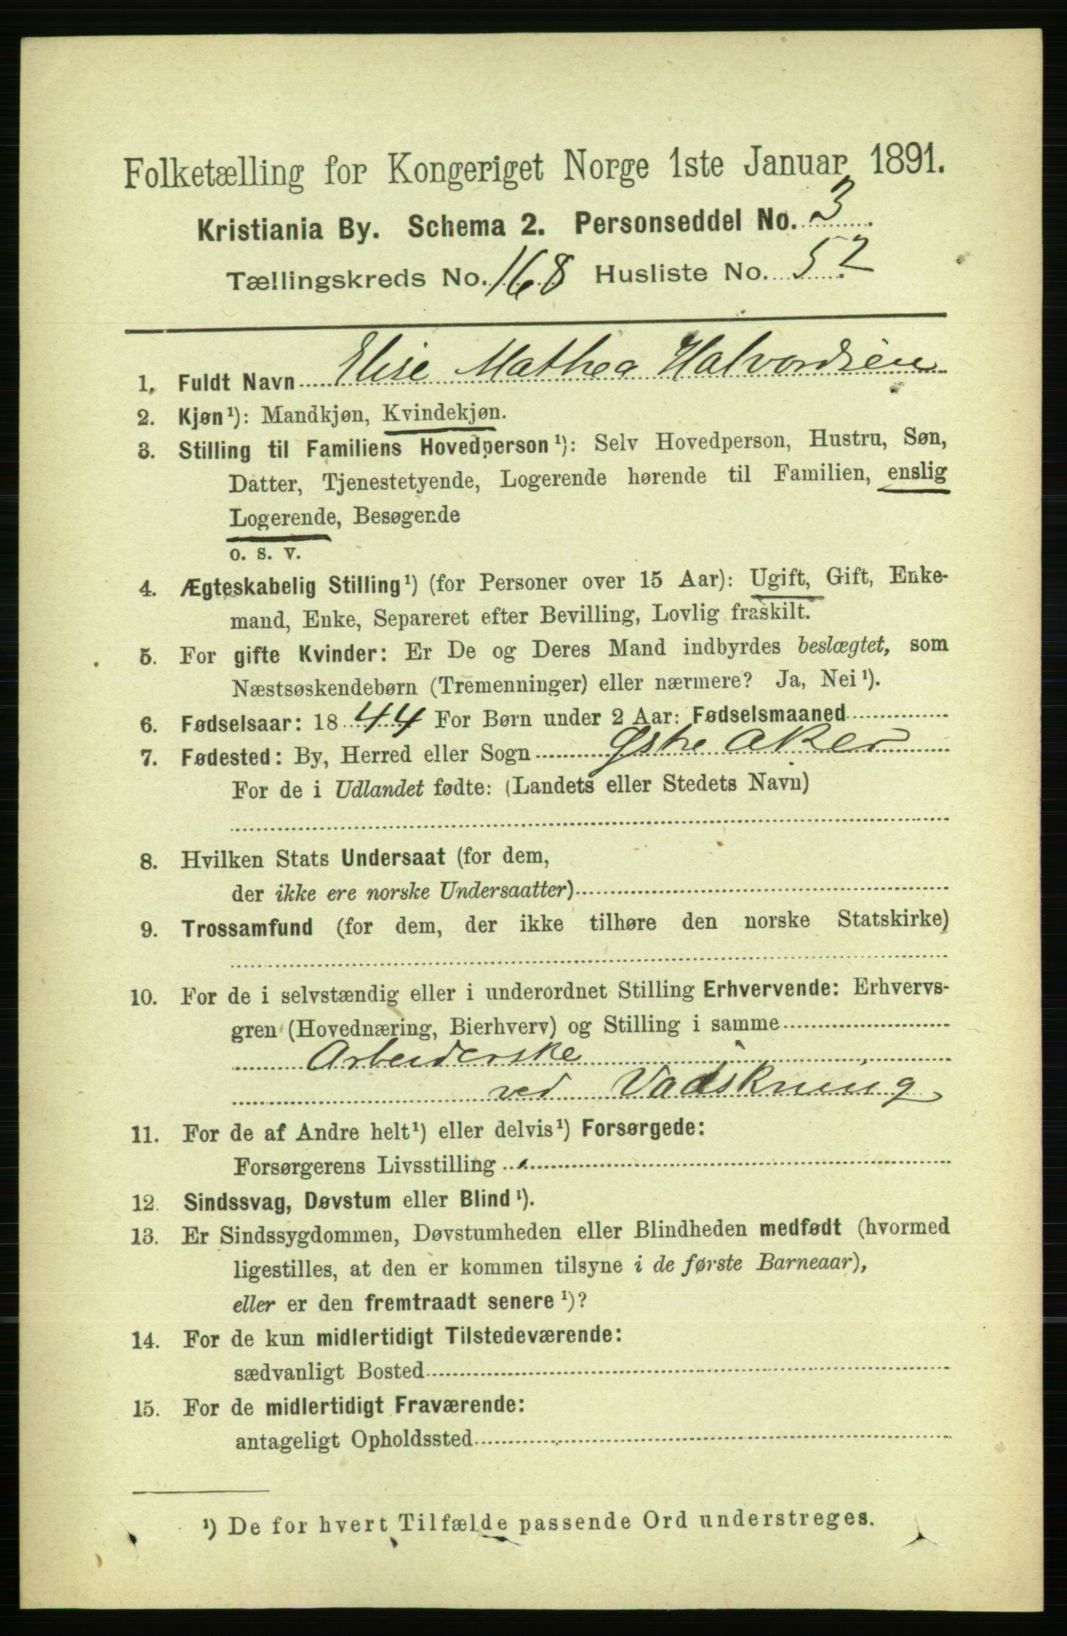 Folketælling for Kongeriget Norge 1ste Januar 1891.
Kristiania By. Schema 2. Personseddel No. 3
Tællingskreds No. 168 Husliste No. 52
1. Fuldt Navn Elise Mathea Halvordsen
2. Kjøn¹): Mandkjøn, Kvindekjøn.
3. Stilling til Familiens Hovedperson¹): Selv Hovedperson, Hustru, Søn,
Datter, Tjenestetyende, Logerende hørende til Familien, enslig
Logerende, Besøgende
o. s. v.
4. Ægteskabelig Stilling¹) (for Personer over 15 Aar): Ugift, Gift, Enke-
mand, Enke, Separeret efter Bevilling, Lovlig fraskilt.
5. For gifte Kvinder: Er De og Deres Mand indbyrdes beslægtet, som
Næstsøskendebørn (Tremenninger) eller nærmere? Ja, Nei¹).
6. Fødselsaar: 1844 For Børn under 2 Aar: Fødselsmaaned
7. Fødested: By, Herred eller Sogn Østre Aker
For de i Udlandet fødte: (Landets eller Stedets Navn)
8. Hvilken Stats Undersaat (for dem,
der ikke ere norske Undersaatter)
9. Trossamfund (for dem, der ikke tilhøre den norske Statskirke)
10. For de i selvstændig eller i underordnet Stilling Erhvervende: Erhvervs-
gren (Hovednæring, Bierhverv) og Stilling i samme
Arbeiderske
ved Vadskning
11. For de af Andre helt¹) eller delvis¹) Forsørgede:
Forsørgerens Livsstilling
12. Sindssvag, Døvstum eller Blind¹).
13. Er Sindssygdommen, Døvstumheden eller Blindheden medfødt (hvormed
ligestilles, at den er kommen tilsyne i de første Barneaar),
eller er den fremtraadt senere¹)?
14. For de kun midlertidigt Tilstedeværende:
sædvanligt Bosted
15. For de midlertidigt Fraværende:
antageligt Opholdssted
¹) De for hvert Tilfælde passende Ord understreges.